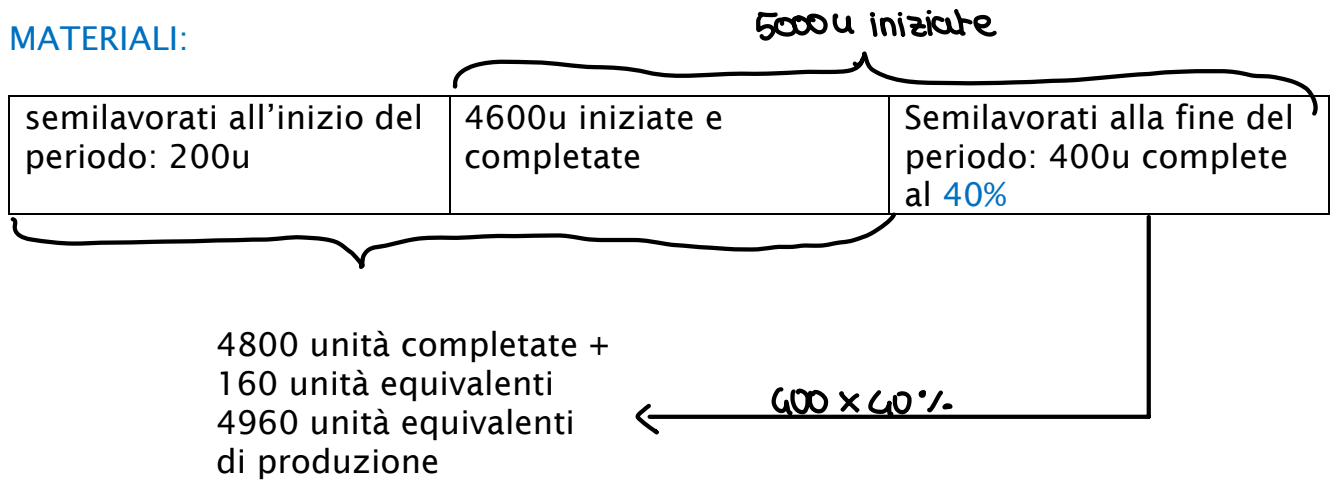 MATERIALI:
5000u iniziate
semilavorati all'inizio del
periodo: 200u
4600u iniziate e
completate
Semilavorati alla fine del
periodo: 400u complete
al 40%
4800 unità completate +
160 unità equivalenti
4960 unità equivalenti
di produzione
400 x 40%